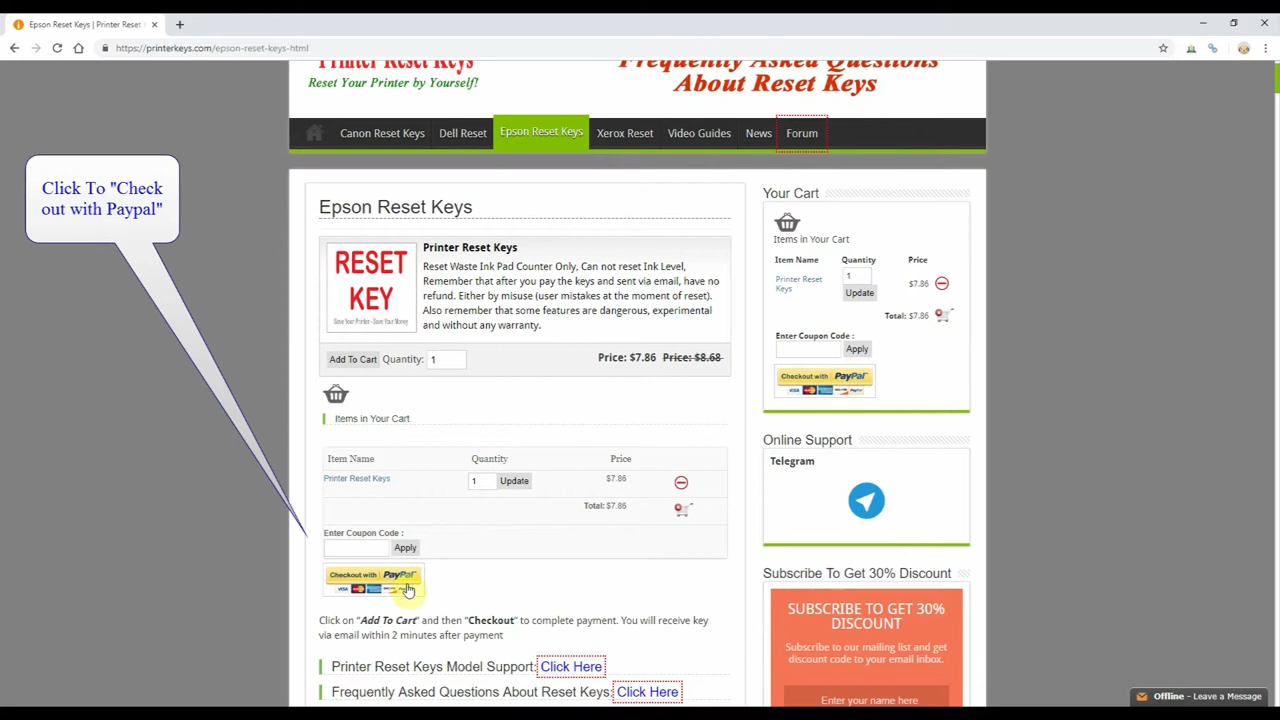 Epson Reset Keys | Printer Reset
https://printerkeys.com/epson-reset-keys-html
Printer Reset Keys
Reset Your Printer by Yourself!
Frequently Asked Questions
About Reset Keys
Canon Reset Keys
Dell Reset
Epson Reset Keys
Xerox Reset
Video Guides
News
Forum
Click To "Check
out with Paypal"
Epson Reset Keys
RESET
KEY
Save Your Printer - Save Your Money
Printer Reset Keys
Reset Waste Ink Pad Counter Only, Can not reset Ink Level,
Remember that after you pay the keys and sent via email, have no
refund. Either by misuse (user mistakes at the moment of reset).
Also remember that some features are dangerous, experimental
and without any warranty.
Add To Cart Quantity: 1
Price: $7.86 Price: $8.68
Items in Your Cart
Item Name Quantity Price
Printer Reset Keys 1 Update $7.86
Total: $7.86
Enter Coupon Code :
Apply
Checkout with PayPal
VISA
Click on "Add To Cart" and then "Checkout" to complete payment. You will receive key
via email within 2 minutes after payment
Printer Reset Keys Model Support: Click Here
Frequently Asked Questions About Reset Keys: Click Here
Your Cart
Items in Your Cart
Item Name Quantity Price
Printer Reset
Keys
1
$7.86
Update
Total: $7.86
Enter Coupon Code :
Apply
Checkout with PayPal
VISA
Online Support
Telegram
Subscribe To Get 30% Discount
SUBSCRIBE TO GET 30%
DISCOUNT
Subscribe to our mailing list and get
discount code to your email inbox.
Enter your name here
Offline - Leave a Message